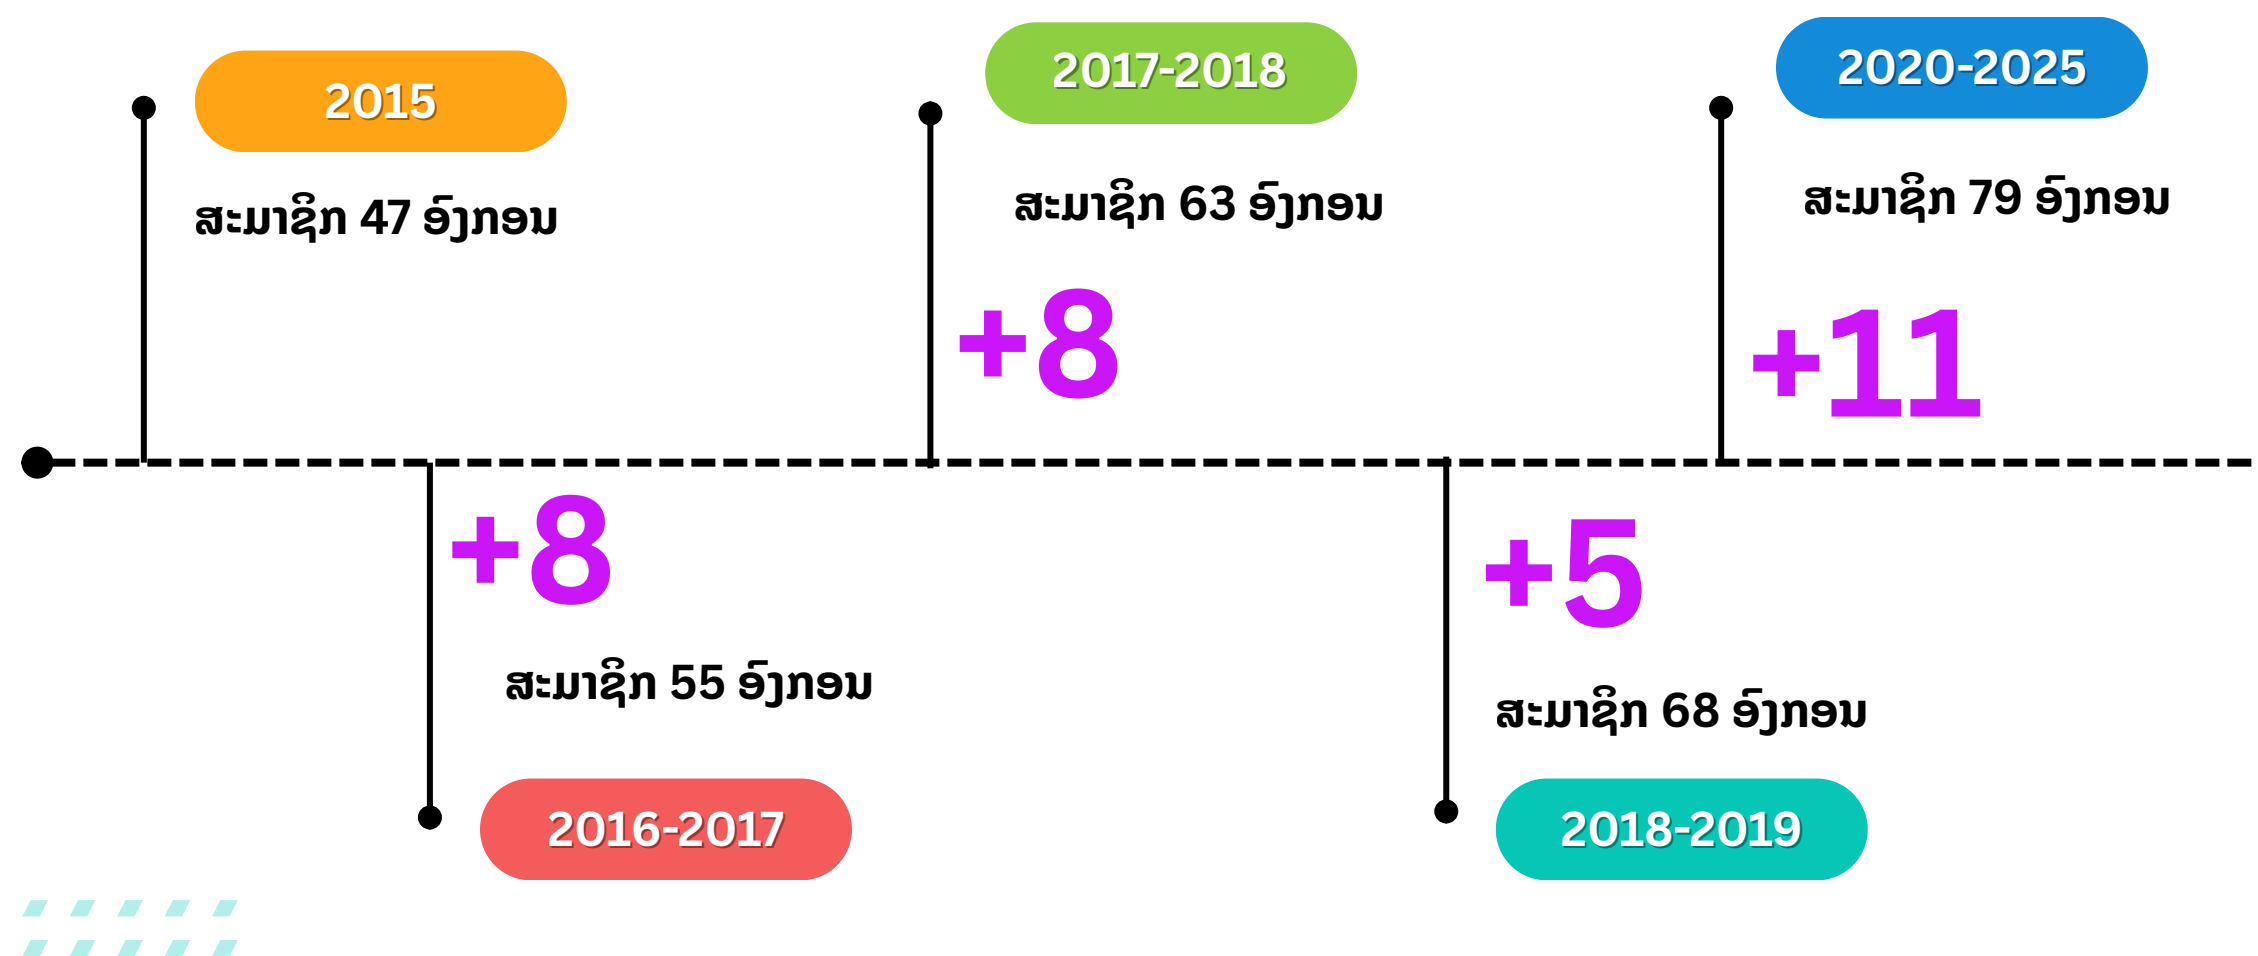 2015
ສະມາຊິກ 47 ອົງກອນ
+8
ສະມາຊິກ 55 ອົງກອນ
2016-2017
2017-2018
ສະມາຊິກ 63 ອົງກອນ
+8
+5
ສະມາຊິກ 68 ອົງກອນ
2018-2019
2020-2025
ສະມາຊິກ 79 ອົງກອນ
+11